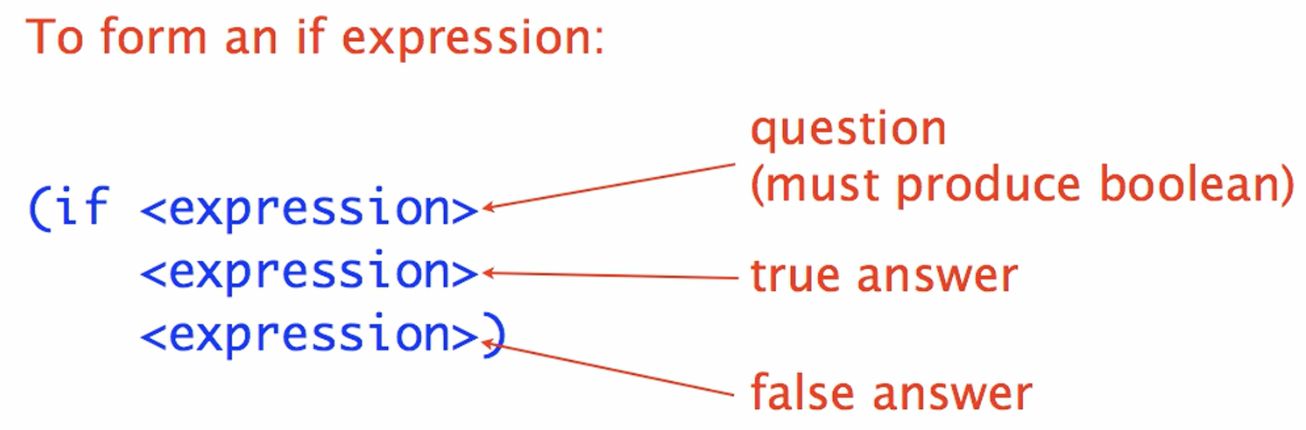 To form an if expression:
question
(must produce boolean)
(if <expression>
<expression>
true answer
<expression>)
false answer